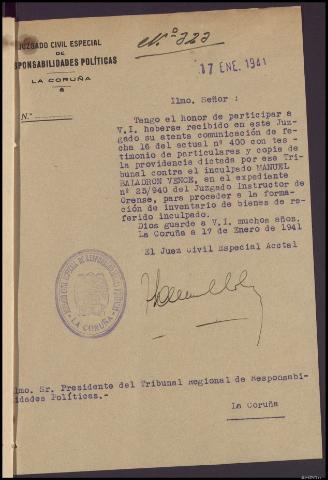 JUZGADO CIVIL ESPECIAL
DE
RESPONSABILIDADES POLÍTICAS
LA CORUÑA
N.º 323
17 ENE. 1941
N.º
Ilmo. Señor :
Tengo el honor de participar a
V.I. haberse recibido en este Juz-
gado su atenta comunicación de fe-
cha 16 del actual nº 400 con tes-
timonio de particulares y copia de
la providencia dictada por ese Tri-
bunal contra el inculpado MANUEL
BALADRON VENCE, en el expediente
nº 25/940 del Juzgado Instructor de
Orense, para proceder a la forma-
ción de inventario de bienes de re-
ferido inculpado.
Dios guarde a V.I. muchos años.
La Coruña a 17 de Enero de 1941
El Juez Civil Especial Acctal
LA CORUÑA
lmo. Sr. Presidente del Tribunal Regional de Responsabi-
idades Políticas.-
La Coruña